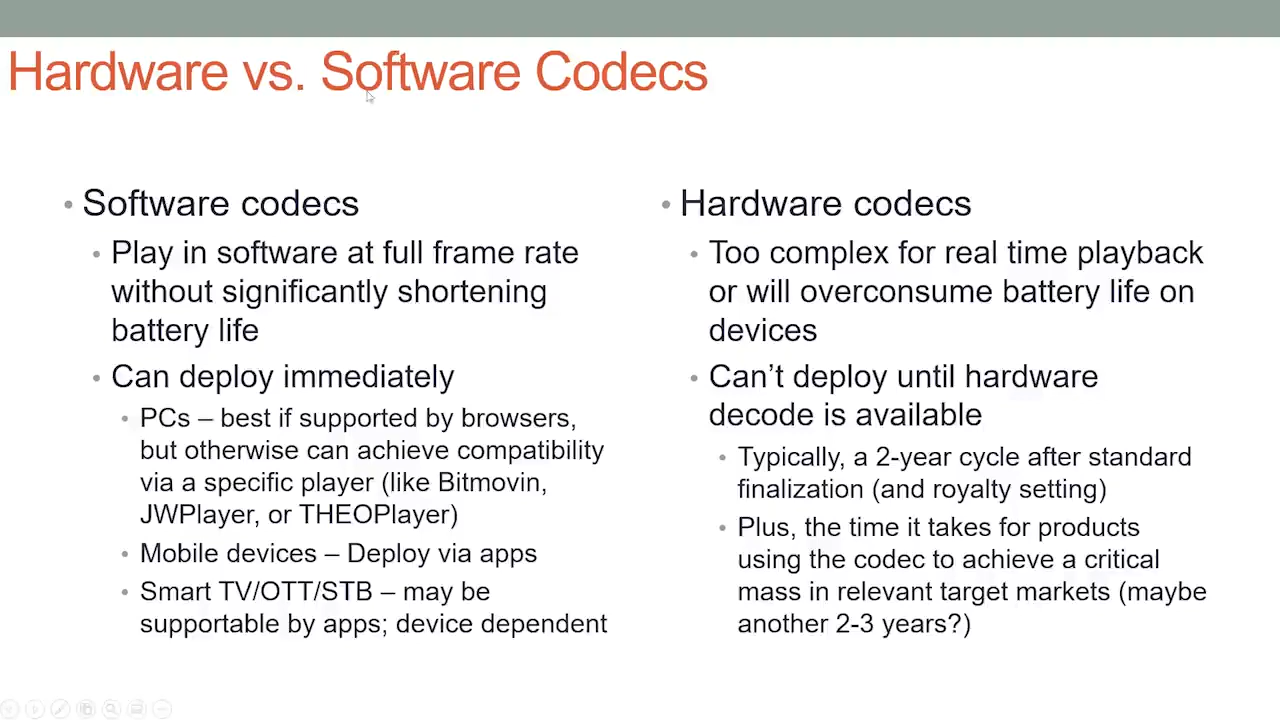 Hardware vs. Software Codecs
• Software codecs
• Play in software at full frame rate
without significantly shortening
battery life
• Can deploy immediately
• PCs – best if supported by browsers,
but otherwise can achieve compatibility
via a specific player (like Bitmovin,
JWPlayer, or THEOPlayer)
• Mobile devices – Deploy via apps
• Smart TV/OTT/STB – may be
supportable by apps; device dependent
• Hardware codecs
• Too complex for real time playback
or will overconsume battery life on
devices
• Can’t deploy until hardware
decode is available
• Typically, a 2-year cycle after standard
finalization (and royalty setting)
• Plus, the time it takes for products
using the codec to achieve a critical
mass in relevant target markets (maybe
another 2-3 years?)